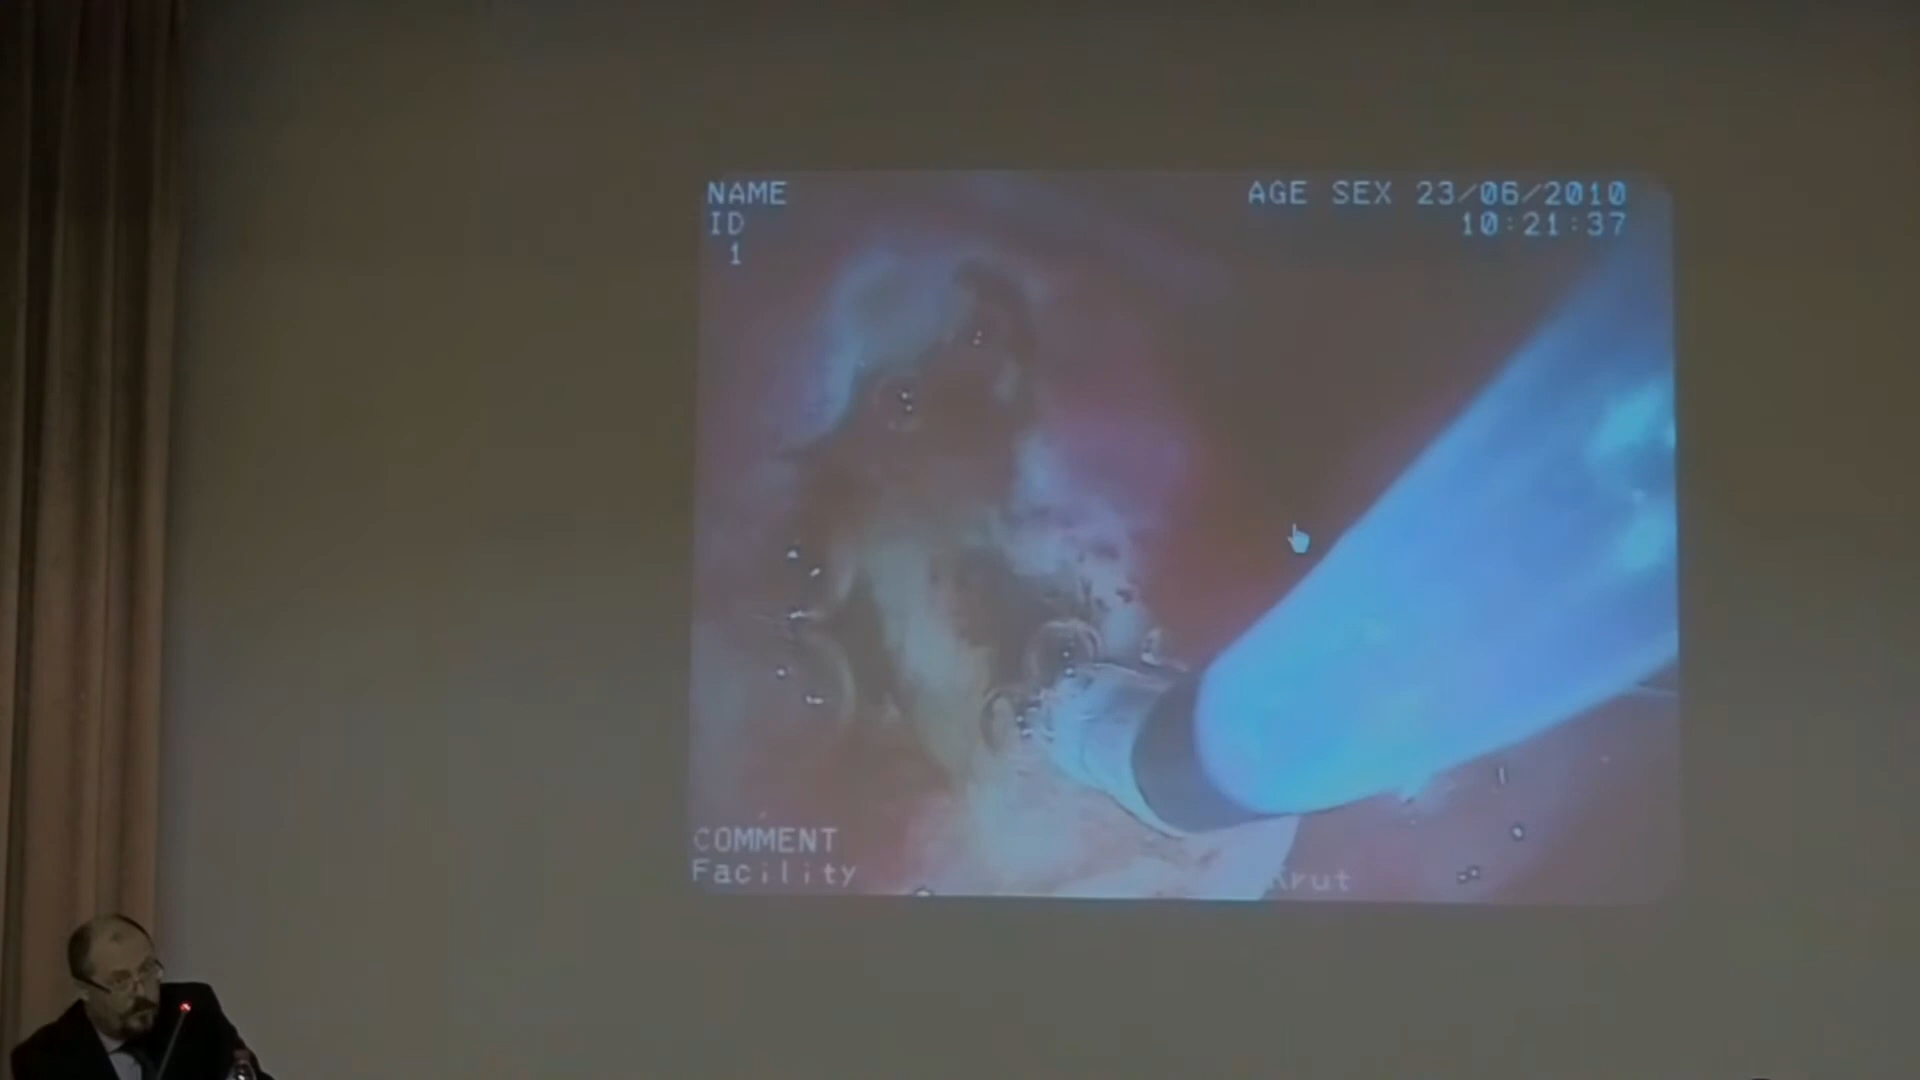 NAME
AGE SEX 23/06/2010
ID
10:21:37
1
COMMENT
Facility